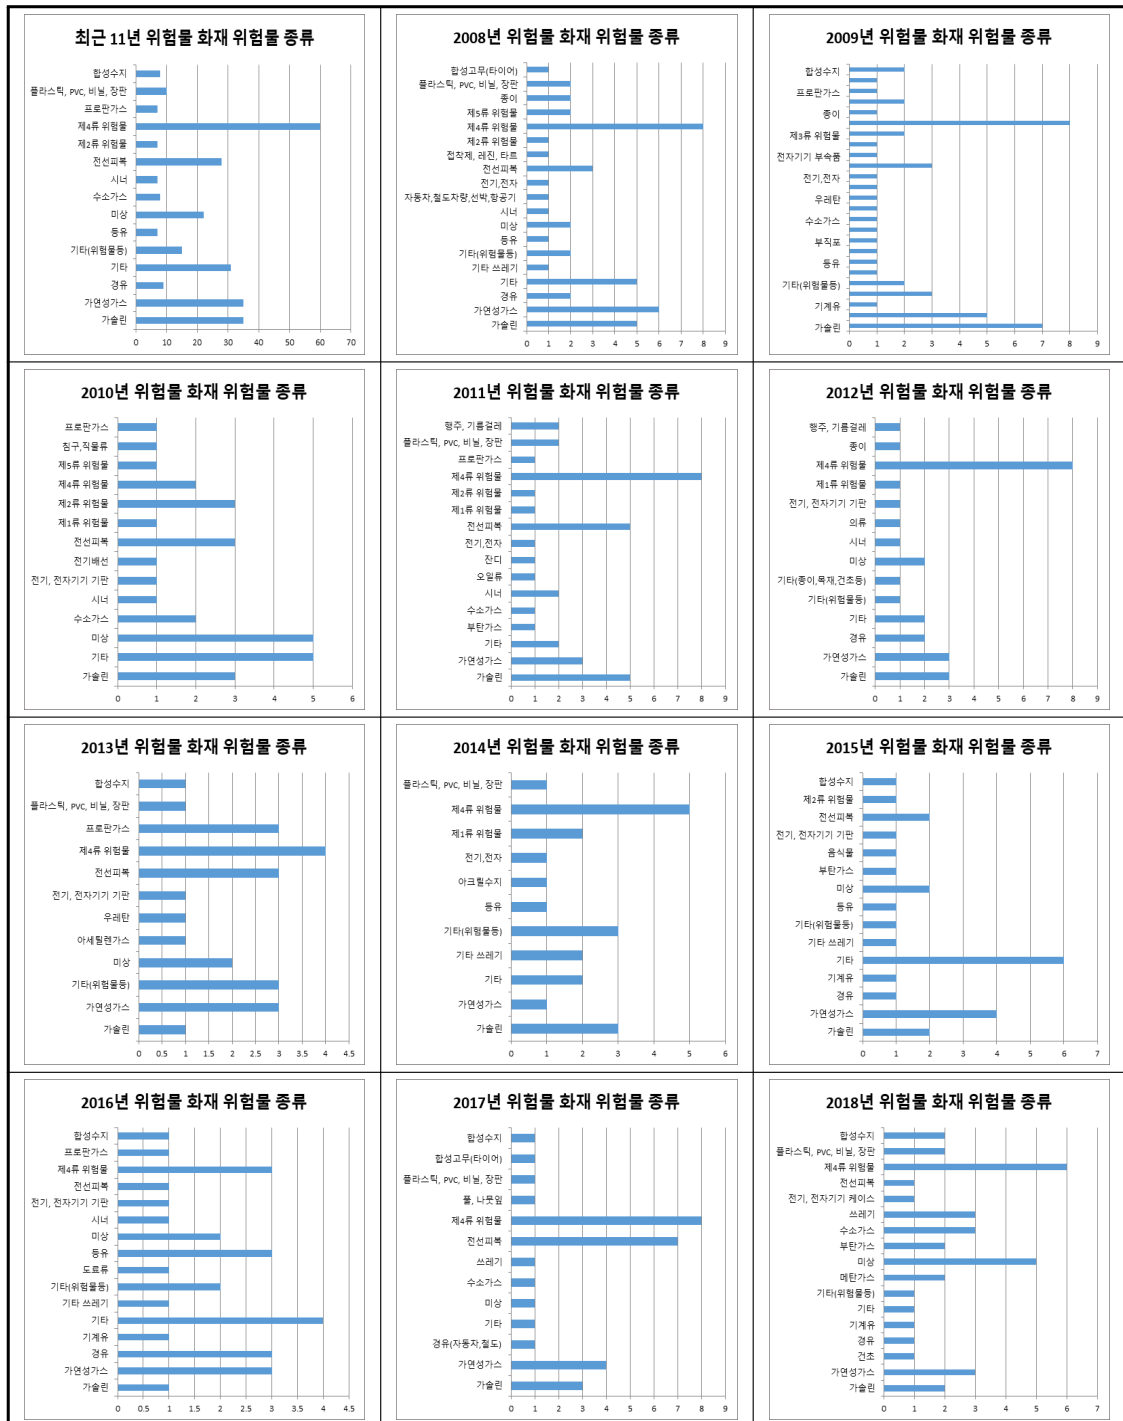 최근 11년 위험물 화재 위험물 종류
합성수지
플라스틱, PVC, 비닐, 장판
프로판가스
제4류 위험물
제2류 위험물
전선피복
시너
수소가스
미상
등유
기타(위험물등)
기타
경유
가연성가스
가솔린
0 10 20 30 40 50 60 70
2008년 위험물 화재 위험물 종류
합성고무(타이어)
플라스틱, PVC, 비닐, 장판
종이
제5류 위험물
제4류 위험물
제2류 위험물
접착제, 레진, 타르
전선피복
전기,전자
자동차,철도차량,선박,항공기
시너
미상
등유
기타(위험물등)
기타 쓰레기
기타
경유
가연성가스
가솔린
0 1 2 3 4 5 6 7 8 9
2009년 위험물 화재 위험물 종류
합성수지
프로판가스
종이
제3류 위험물
전자기기 부속품
전기,전자
우레탄
수소가스
부직포
등유
기타(위험물등)
기계유
가솔린
0 1 2 3 4 5 6 7 8 9
2010년 위험물 화재 위험물 종류
프로판가스
침구,직물류
제5류 위험물
제4류 위험물
제2류 위험물
제1류 위험물
전선피복
전기배선
전기, 전자기기 기판
시너
수소가스
미상
기타
가솔린
0 1 2 3 4 5 6
2011년 위험물 화재 위험물 종류
행주, 기름걸레
플라스틱, PVC, 비닐, 장판
프로판가스
제4류 위험물
제2류 위험물
제1류 위험물
전선피복
전기,전자
잔디
오일류
시너
수소가스
부탄가스
기타
가연성가스
가솔린
0 1 2 3 4 5 6 7 8 9
2012년 위험물 화재 위험물 종류
행주, 기름걸레
종이
제4류 위험물
제1류 위험물
전기, 전자기기 기판
의류
시너
미상
기타(종이,목재,건초등)
기타(위험물등)
기타
경유
가연성가스
가솔린
0 1 2 3 4 5 6 7 8 9
2013년 위험물 화재 위험물 종류
합성수지
플라스틱, PVC, 비닐, 장판
프로판가스
제4류 위험물
전선피복
전기, 전자기기 기판
우레탄
아세틸렌가스
미상
기타(위험물등)
가연성가스
가솔린
0 0.5 1 1.5 2 2.5 3 3.5 4 4.5
2014년 위험물 화재 위험물 종류
플라스틱, PVC, 비닐, 장판
제4류 위험물
제1류 위험물
전기,전자
아크릴수지
등유
기타(위험물등)
기타 쓰레기
기타
가연성가스
가솔린
0 1 2 3 4 5 6
2015년 위험물 화재 위험물 종류
합성수지
제2류 위험물
전선피복
전기, 전자기기 기판
음식물
부탄가스
미상
등유
기타(위험물등)
기타 쓰레기
기타
기계유
경유
가연성가스
가솔린
0 1 2 3 4 5 6 7
2016년 위험물 화재 위험물 종류
합성수지
프로판가스
제4류 위험물
전선피복
전기, 전자기기 기판
시너
미상
등유
도료류
기타(위험물등)
기타 쓰레기
기타
기계유
경유
가연성가스
가솔린
0 0.5 1 1.5 2 2.5 3 3.5 4 4.5
2017년 위험물 화재 위험물 종류
합성수지
합성고무(타이어)
플라스틱, PVC, 비닐, 장판
풀, 나뭇잎
제4류 위험물
전선피복
쓰레기
수소가스
미상
기타
경유(자동차,철도)
가연성가스
가솔린
0 1 2 3 4 5 6 7 8 9
2018년 위험물 화재 위험물 종류
합성수지
플라스틱, PVC, 비닐, 장판
제4류 위험물
전선피복
전기, 전자기기 케이스
쓰레기
수소가스
부탄가스
미상
메탄가스
기타(위험물등)
기타
기계유
경유
건초
가연성가스
가솔린
0 1 2 3 4 5 6 7